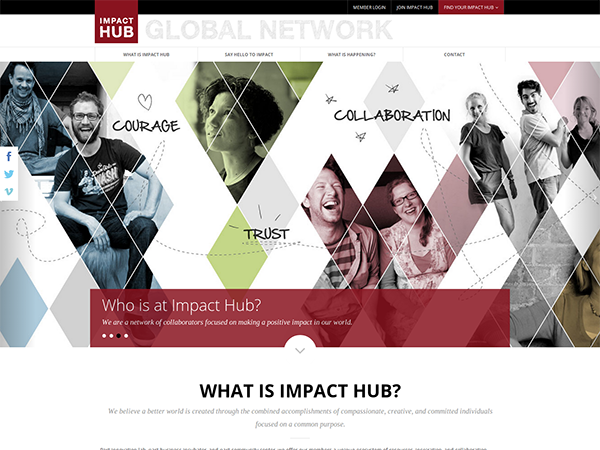 MEMBER LOGIN
JOIN IMPACT HUB
FIND YOUR IMPACT HUB
IMPACT
HUB
GLOBAL NETWORK
WHAT IS IMPACT HUB
SAY HELLO TO IMPACT
WHAT IS HAPPENING?
CONTACT
COURAGE
COLLABORATION
TRUST
Who is at Impact Hub?
We are a network of collaborators focused on making a positive impact in our world.
WHAT IS IMPACT HUB?
We believe a better world is created through the combined accomplishments of compassionate, creative, and committed individuals
focused on a common purpose.